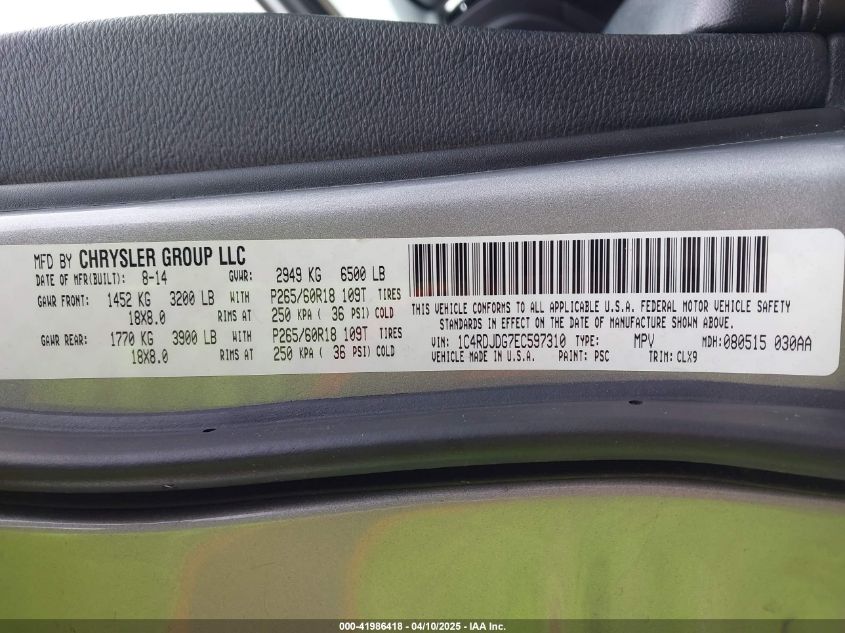 MFD BY CHRYSLER GROUP LLC
DATE OF MFR(BUILT): 8-14 GVWR: 2949 KG 6500 LB
GAWR FRONT: 1452 KG 3200 LB WITH P265/60R18 109T TIRES
18X8.0 RIMS AT 250 KPA ( 36 PSI) COLD
GAWR REAR: 1770 KG 3900 LB WITH P265/60R18 109T TIRES
18X8.0 RIMS AT 250 KPA ( 36 PSI) COLD
THIS VEHICLE CONFORMS TO ALL APPLICABLE U.S.A. FEDERAL MOTOR VEHICLE SAFETY
STANDARDS IN EFFECT ON THE DATE OF MANUFACTURE SHOWN ABOVE.
VIN: 1C4RDJDG7EC597310 TYPE: MPV MDH:080515 030AA
VEHICLE MADE IN U.S.A. PAINT: PSC TRIM: CLX9
000-41986418 - 04/10/2025 - IAA Inc.